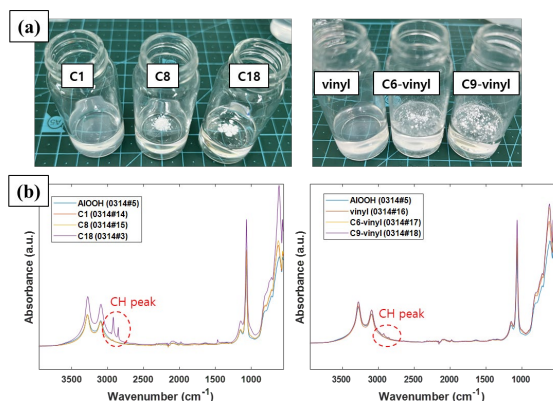 (a)
C1
C8
C18
vinyl
C6-vinyl
C9-vinyl
(b)
AlOOH (0314#5)
C1 (0314#14)
C8 (0314#15)
C18 (0314#3)
CH peak
Absorbance (a.u.)
4000 3500 3000 2500 2000 1500 1000
Wavenumber (cm-1)
AlOOH (0314#5)
vinyl (0314#16)
C6-vinyl (0314#17)
C9-vinyl (0314#18)
CH peak
Absorbance (a.u.)
4000 3500 3000 2500 2000 1500 1000
Wavenumber (cm-1)